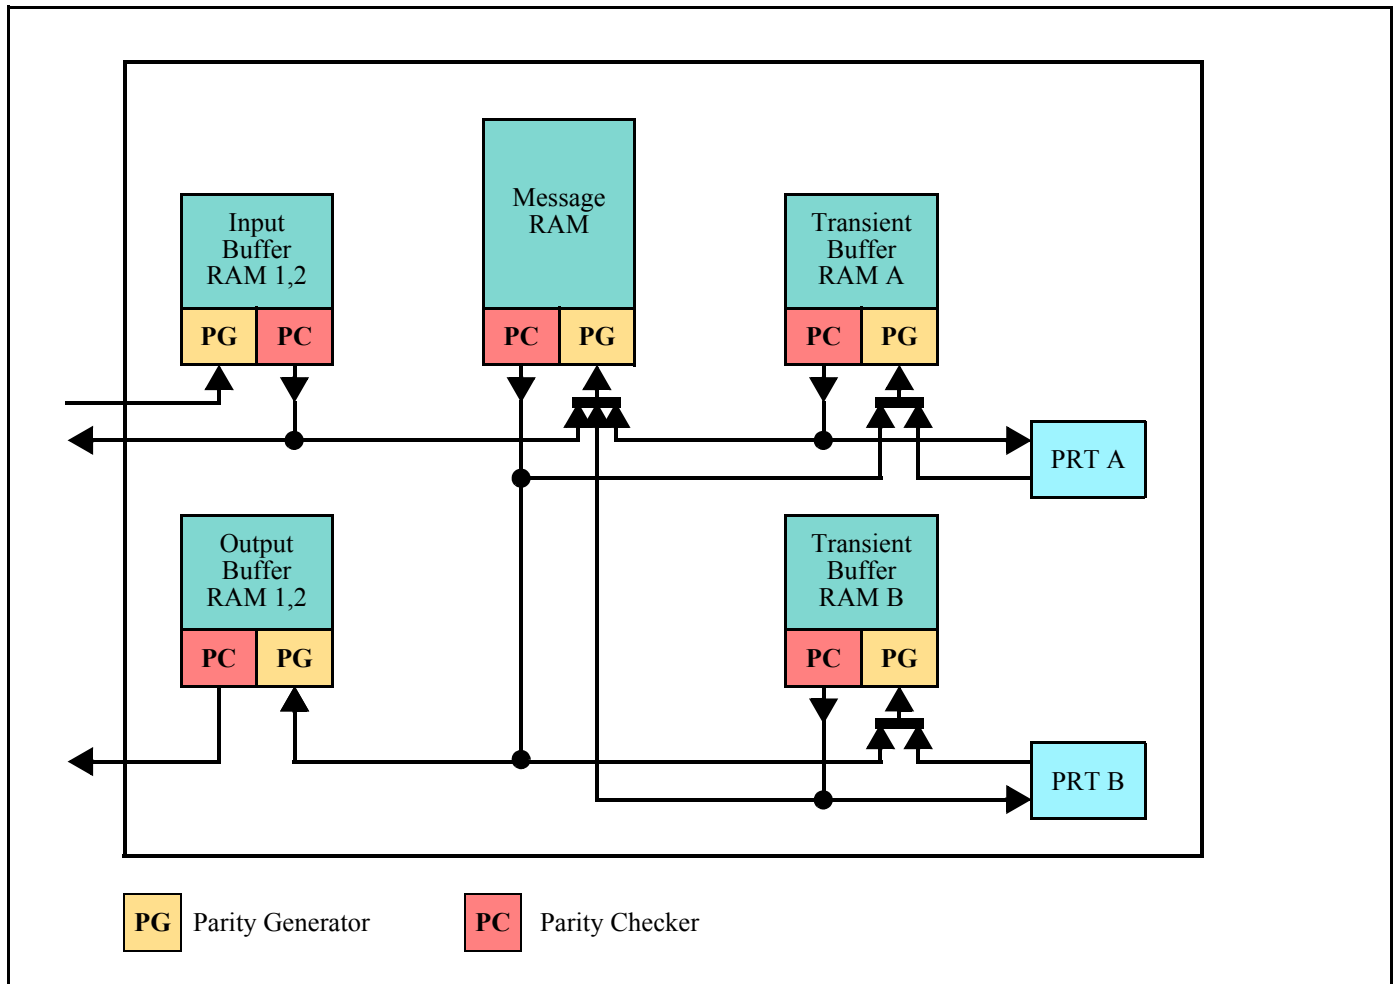 Message
RAM
Input
Buffer
RAM 1,2
PG PC
PC PG
Transient
Buffer
RAM A
PC PG
PRT A
Output
Buffer
RAM 1,2
PC PG
Transient
Buffer
RAM B
PC PG
PRT B
PG Parity Generator
PC Parity Checker